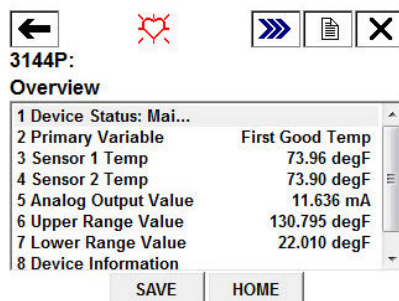 3144P:
Overview
1 Device Status: Mai...
2 Primary Variable First Good Temp
3 Sensor 1 Temp 73.96 degF
4 Sensor 2 Temp 73.90 degF
5 Analog Output Value 11.636 mA
6 Upper Range Value 130.795 degF
7 Lower Range Value 22.010 degF
8 Device Information
SAVE HOME